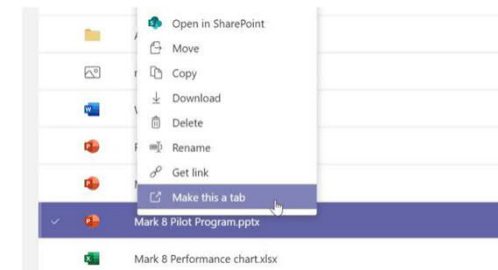 Open in SharePoint
Move
Copy
Download
Delete
Rename
Get link
Make this a tab
Mark 8 Pilot Program.pptx
Mark 8 Performance chart.xlsx